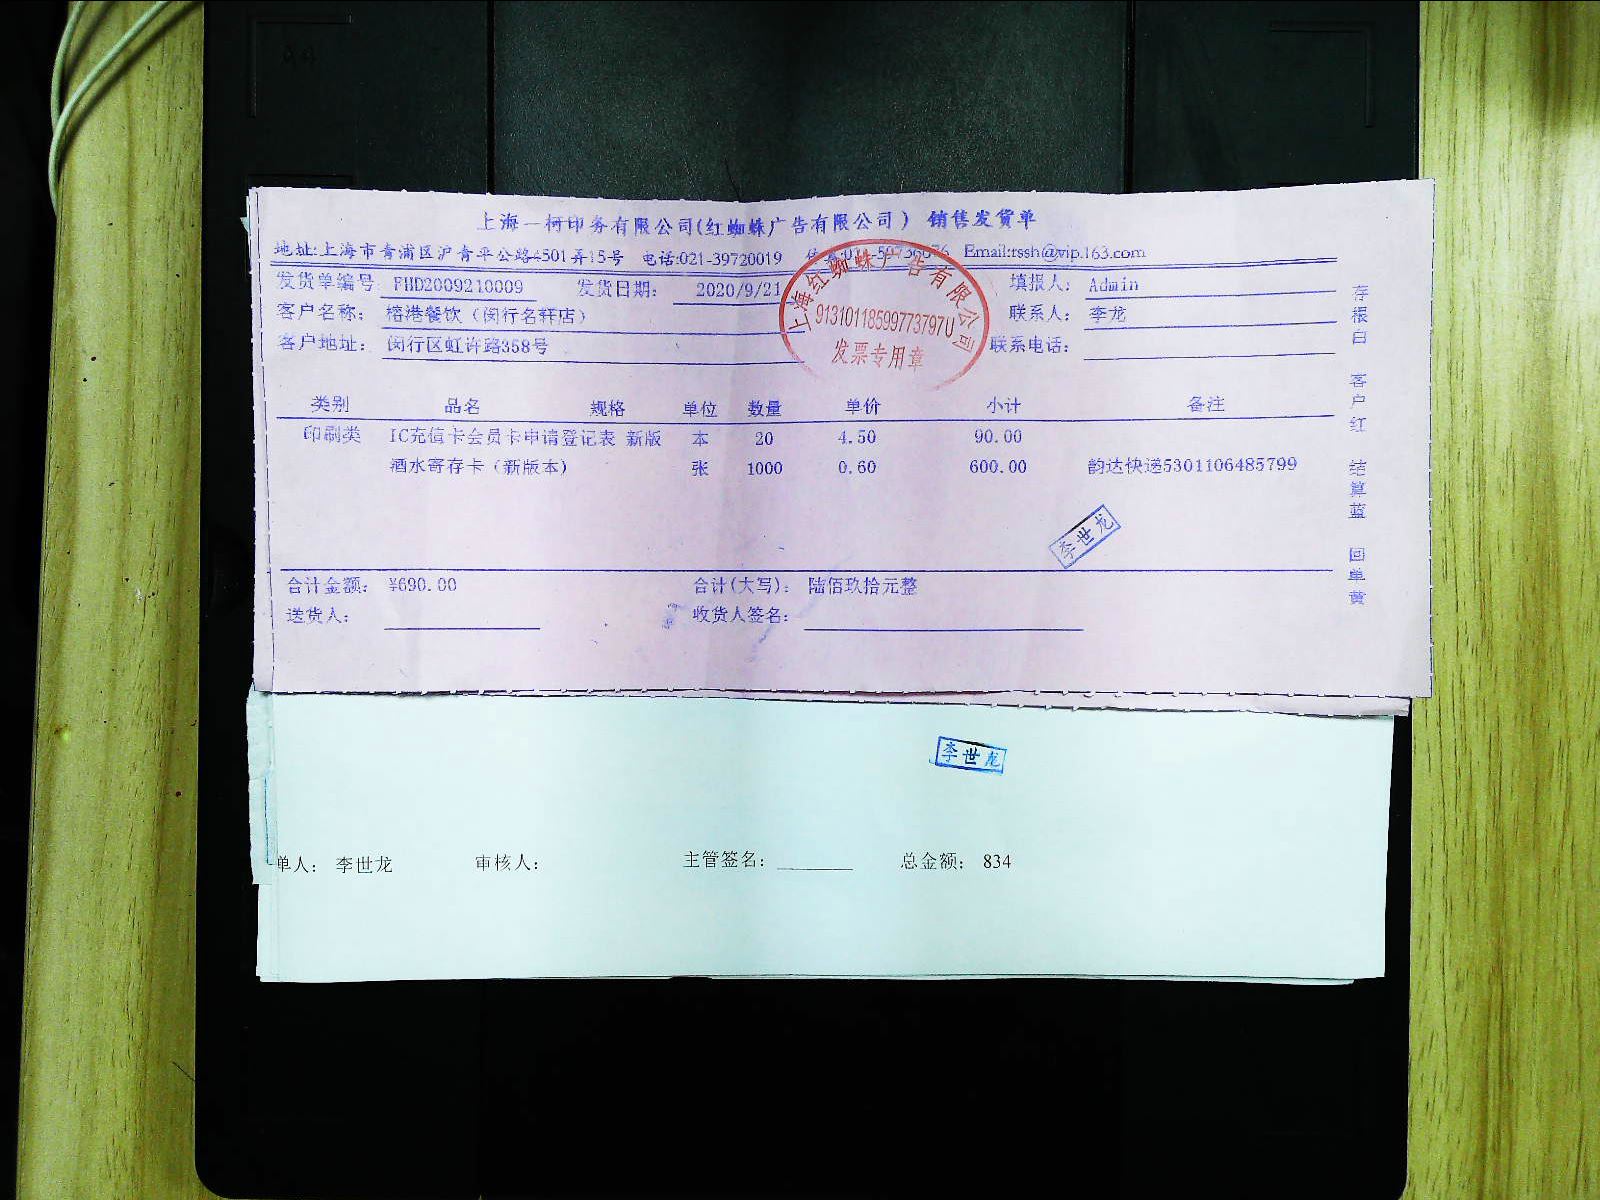 上海一柯印务有限公司(红蜘蛛广告有限公司) 销售发货单
地址:上海市青浦区沪青平公路4501弄15号 电话:021-39720019 Email:rssh@vip.163.com
发货单编号 FHD2009210009 发货日期: 2020/9/21 填报人: Admin
客户名称: 榕港餐饮(闵行名轩店) 联系人: 李龙
客户地址: 闵行区虹许路358号 联系电话:
上海红蜘蛛广告有限公司
91310118599773797U
发票专用章
类别 品名 规格 单位 数量 单价 小计 备注
印刷类 IC充值卡会员卡申请登记表 新版 本 20 4.50 90.00
酒水寄存卡(新版本) 张 1000 0.60 600.00 韵达快递5301106485799
李世龙
合计金额: ¥690.00 合计(大写): 陆佰玖拾元整
送货人: 收货人签名:
存根白 客户红 结算蓝 回单黄
李世龙
单人: 李世龙 审核人: 主管签名: 总金额: 834